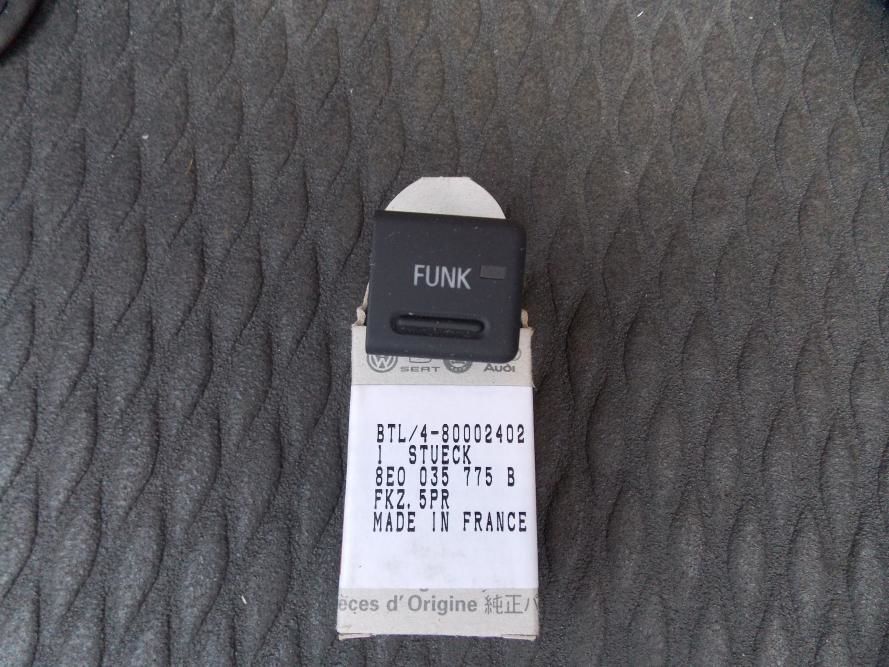 FUNK
SEAT Audi
BTL/4-80002402
1 STUECK
8E0 035 775 B
FKZ. 5PR
MADE IN FRANCE
èces d'Origine 純正パ